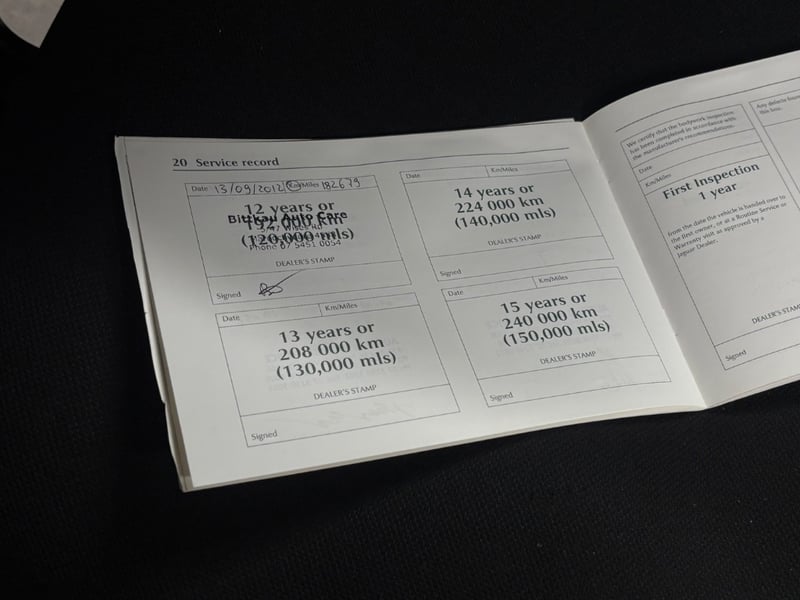 20 Service record
Date 13/09/2012 Km/Miles 182679
12 years or
192 000 km
(120,000 mls)
Bittkau Auto Care
Phone 07 5451 0054
DEALER'S STAMP
Signed
Date Km/Miles
14 years or
224 000 km
(140,000 mls)
DEALER'S STAMP
Signed
Date Km/Miles
13 years or
208 000 km
(130,000 mls)
DEALER'S STAMP
Signed
Date Km/Miles
15 years or
240 000 km
(150,000 mls)
DEALER'S STAMP
Signed
We certify that the bodywork inspection
has been completed in accordance with
the manufacturer's recommendations.
Date
Km/Miles
First Inspection
1 year
from the date the vehicle is handed over to
the first owner, or at a Routine Service or
Warranty visit as approved by a
Jaguar Dealer.
DEALER'S STAMP
Signed
Any defects
this box.